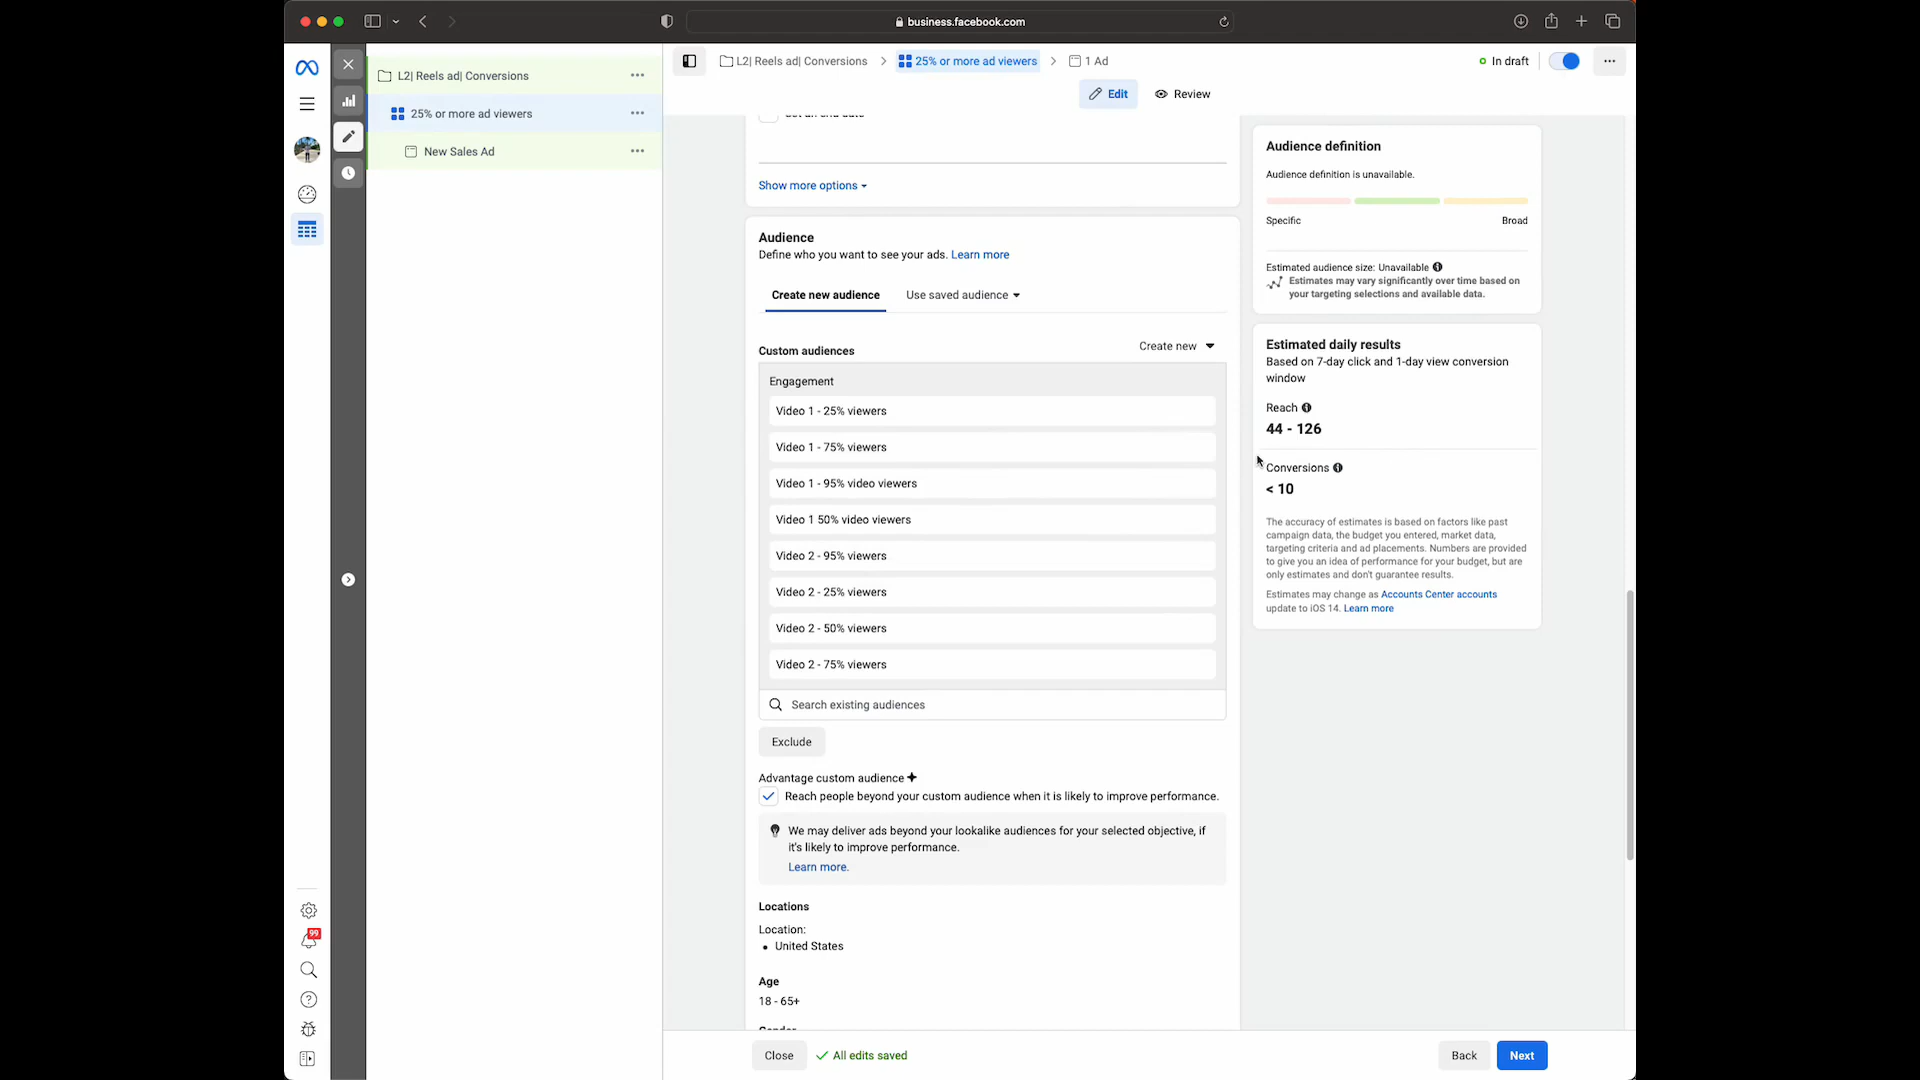 business.facebook.com
L2| Reels ad| Conversions
25% or more ad viewers
New Sales Ad
L2| Reels ad| Conversions
25% or more ad viewers
1 Ad
In draft
Edit
Review
Show more options
Audience
Define who you want to see your ads. Learn more
Create new audience
Use saved audience
Custom audiences
Create new
Engagement
Video 1 - 25% viewers
Video 1 - 75% viewers
Video 1 - 95% video viewers
Video 1 50% video viewers
Video 2 - 95% viewers
Video 2 - 25% viewers
Video 2 - 50% viewers
Video 2 - 75% viewers
Search existing audiences
Exclude
Advantage custom audience
Reach people beyond your custom audience when it is likely to improve performance.
We may deliver ads beyond your lookalike audiences for your selected objective, if
it's likely to improve performance.
Learn more.
Locations
Location:
United States
Age
18 - 65+
Audience definition
Audience definition is unavailable.
Specific
Broad
Estimated audience size: Unavailable
Estimates may vary significantly over time based on
your targeting selections and available data.
Estimated daily results
Based on 7-day click and 1-day view conversion
window
Reach
44 - 126
Conversions
< 10
The accuracy of estimates is based on factors like past
campaign data, the budget you entered, market data,
targeting criteria and ad placements. Numbers are provided
to give you an idea of performance for your budget, but are
only estimates and don't guarantee results.
Estimates may change as Accounts Center accounts
update to iOS 14. Learn more
99
Close
All edits saved
Back
Next